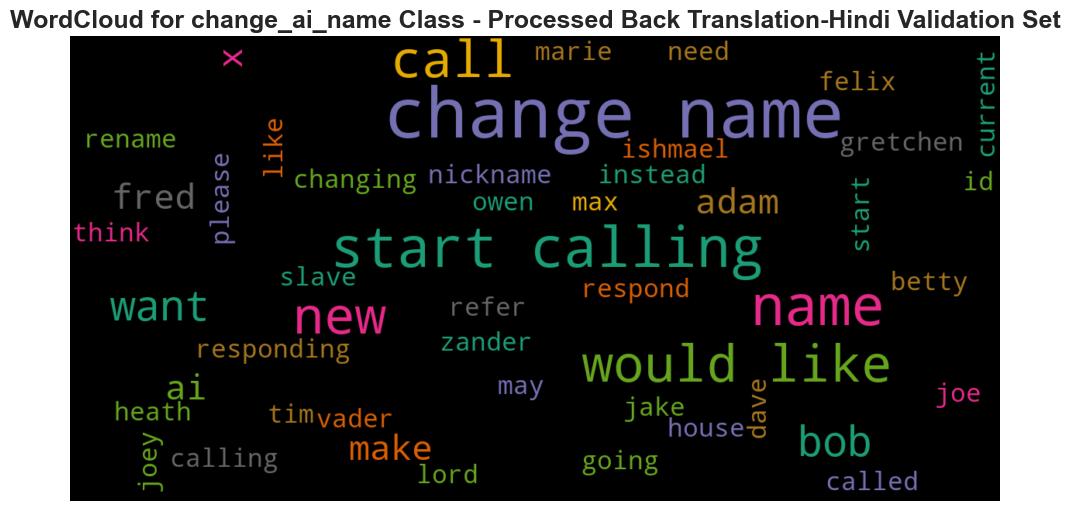 WordCloud for change_ai_name Class - Processed Back Translation-Hindi Validation Set
x
call
marie
need
felix
current
change name
rename
like
ishmael
gretchen
please
changing
nickname
instead
id
fred
owen
max
adam
start
think
start calling
slave
respond
betty
want
new
refer
name
responding
zander
would like
ai
may
joe
heath
tim
vader
jake
dave
house
bob
joey
calling
make
lord
going
called